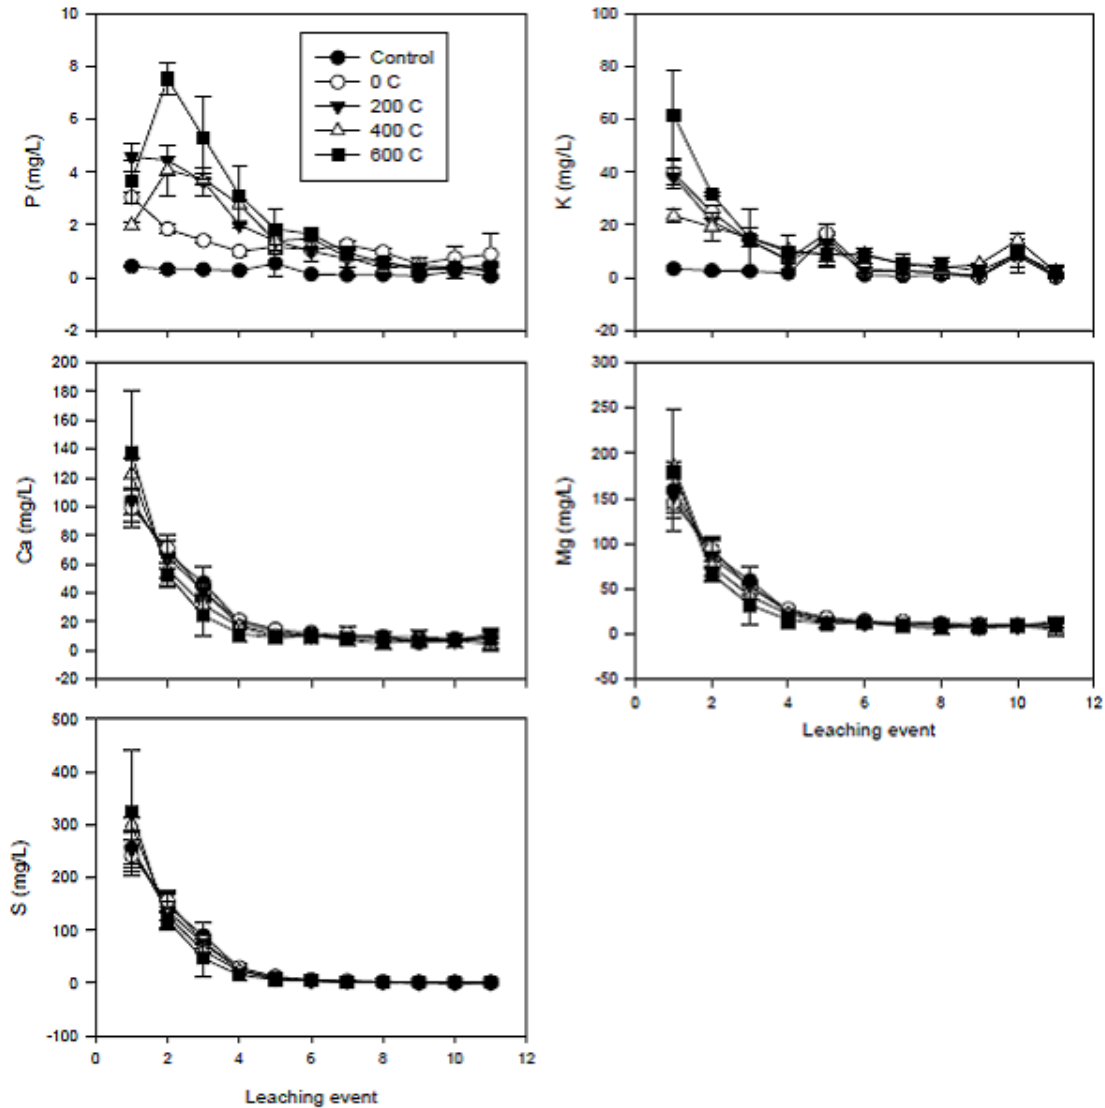 10
8
6
4
2
0
-2
P (mg/L)
Control
0 C
200 C
400 C
600 C
100
80
60
40
20
0
-20
K (mg/L)
200
180
160
140
120
100
80
60
40
20
0
-20
Ca (mg/L)
300
250
200
150
100
50
0
-50
Mg (mg/L)
0 2 4 6 8 10 12
Leaching event
500
400
300
200
100
0
-100
S (mg/L)
0 2 4 6 8 10 12
Leaching event